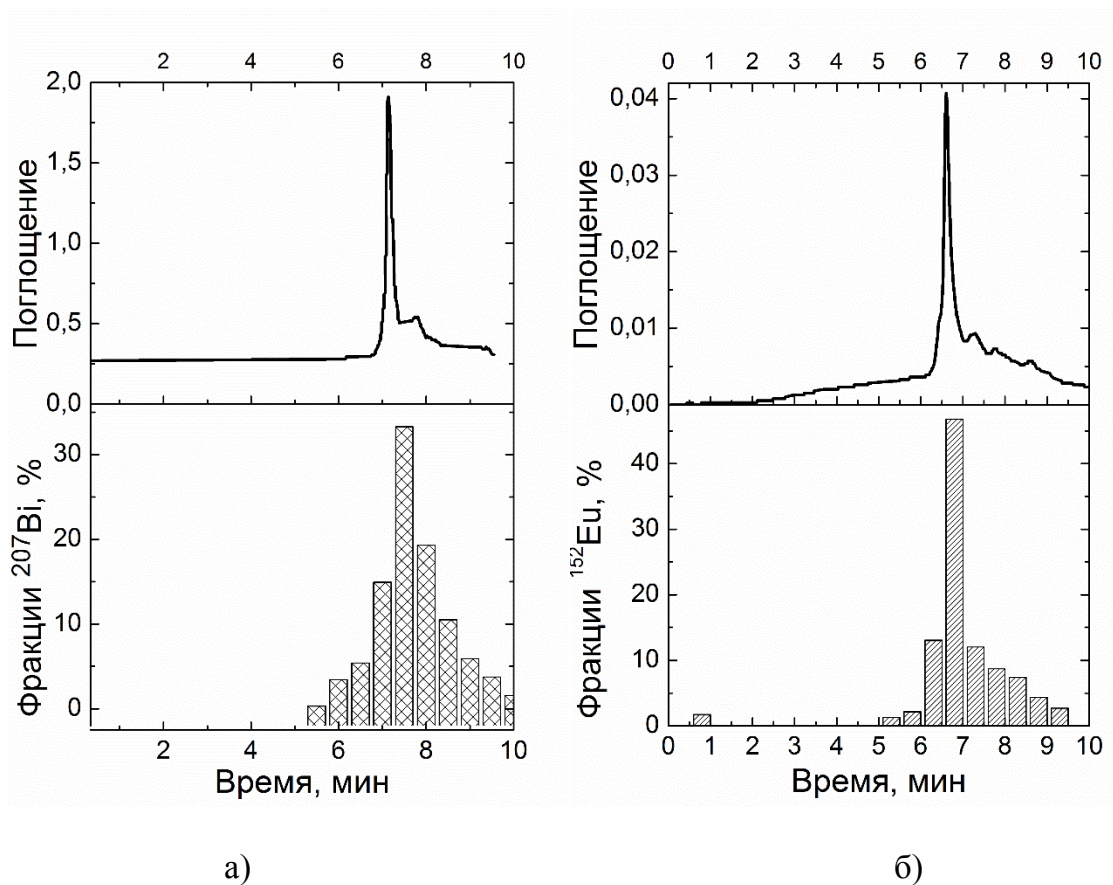 2 4 6 8 10
2,0
1,5
1,0
0,5
0,0
Поглощение
30
20
10
0
Фракции ²⁰⁷Bi, %
2 4 6 8 10
Время, мин
а)
0 1 2 3 4 5 6 7 8 9 10
0,04
0,03
0,02
0,01
0,00
Поглощение
40
30
20
10
0
Фракции ¹⁵²Eu, %
0 1 2 3 4 5 6 7 8 9 10
Время, мин
б)